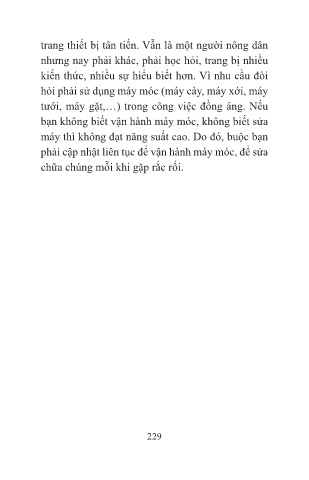 trang thiết bị tân tiến. Vẫn là một người nông dân
nhưng nay phải khác, phải học hỏi, trang bị nhiều
kiến thức, nhiều sự hiểu biết hơn. Vì nhu cầu đòi
hỏi phải sử dụng máy móc (máy cày, máy xới, máy
tưới, máy gặt,…) trong công việc đồng áng. Nếu
bạn không biết vận hành máy móc, không biết sửa
máy thì không đạt năng suất cao. Do đó, buộc bạn
phải cập nhật liên tục để vận hành máy móc, để sửa
chữa chúng mỗi khi gặp rắc rối.
229